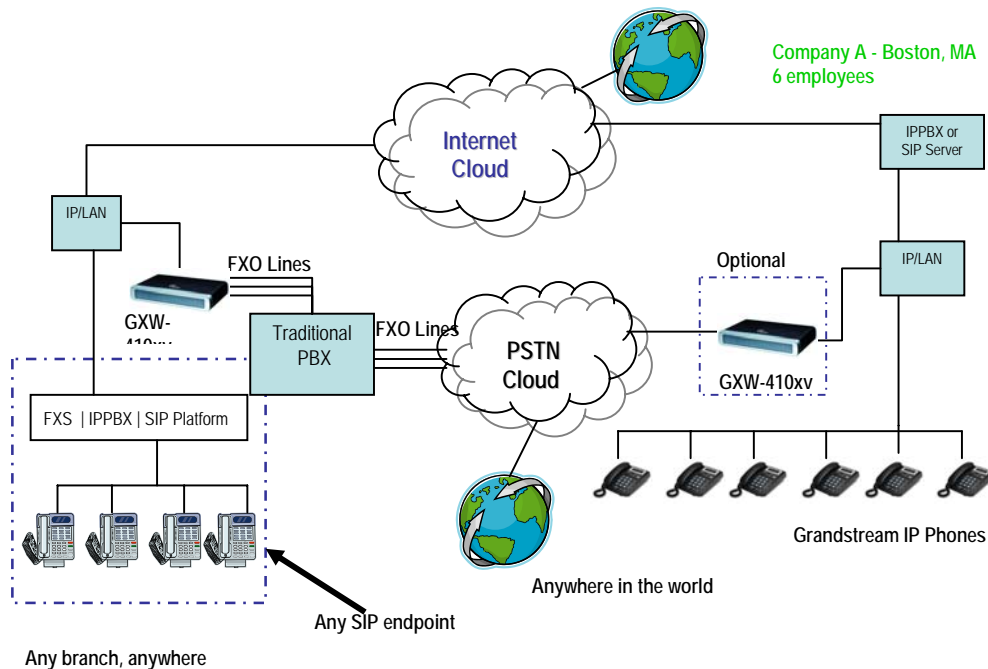 Company A - Boston, MA
6 employees
Internet
Cloud
IPPBX or
SIP Server
IP/LAN
FXO Lines
Optional
IP/LAN
GXW-
Traditional
PBX
FXO Lines
PSTN
Cloud
GXW-410xv
FXS | IPPBX | SIP Platform
Grandstream IP Phones
Anywhere in the world
Any SIP endpoint
Any branch, anywhere